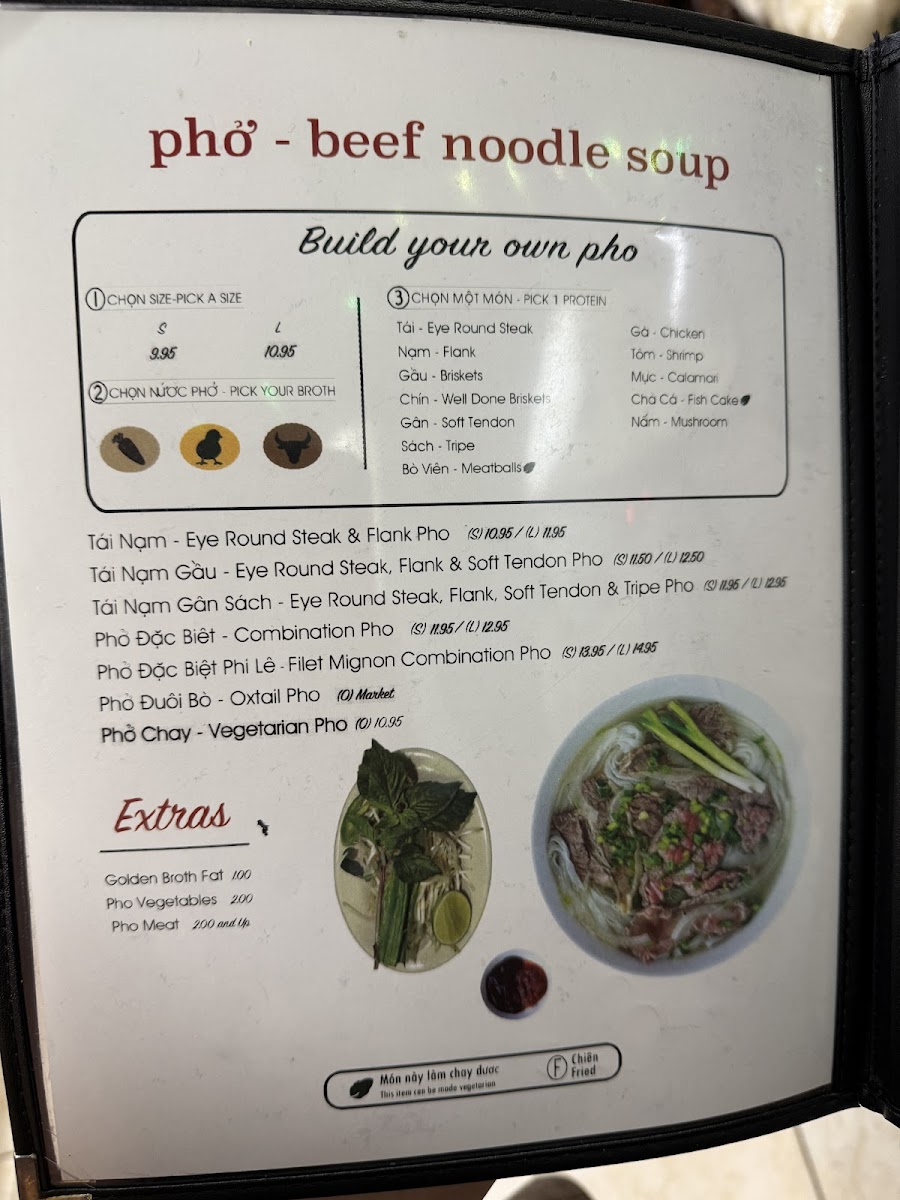 phở - beef noodle soup
Build your own pho
1 CHỌN SIZE-PICK A SIZE
S L
9.95 10.95
2 CHỌN NƯỚC PHỞ - PICK YOUR BROTH
3 CHỌN MỘT MÓN - PICK 1 PROTEIN
Tái - Eye Round Steak
Nạm - Flank
Gầu - Briskets
Chín - Well Done Briskets
Gân - Soft Tendon
Sách - Tripe
Bò Viên - Meatballs
Gà - Chicken
Tôm - Shrimp
Mực - Calamari
Chả Cá - Fish Cake
Nấm - Mushroom
Tái Nạm - Eye Round Steak & Flank Pho (S) 10.95 / (L) 11.95
Tái Nạm Gầu - Eye Round Steak, Flank & Soft Tendon Pho (S) 11.50 / (L) 12.50
Tái Nạm Gân Sách - Eye Round Steak, Flank, Soft Tendon & Tripe Pho (S) 11.95 / (L) 12.95
Phở Đặc Biệt - Combination Pho (S) 11.95 / (L) 12.95
Phở Đặc Biệt Phi Lê - Filet Mignon Combination Pho (S) 13.95 / (L) 14.95
Phở Đuôi Bò - Oxtail Pho (O) Market
Phở Chay - Vegetarian Pho (O) 10.95
Extras
Golden Broth Fat 1.00
Pho Vegetables 2.00
Pho Meat 2.00 and Up
Món này làm chay được
This item can be made vegetarian
F Chiên
Fried